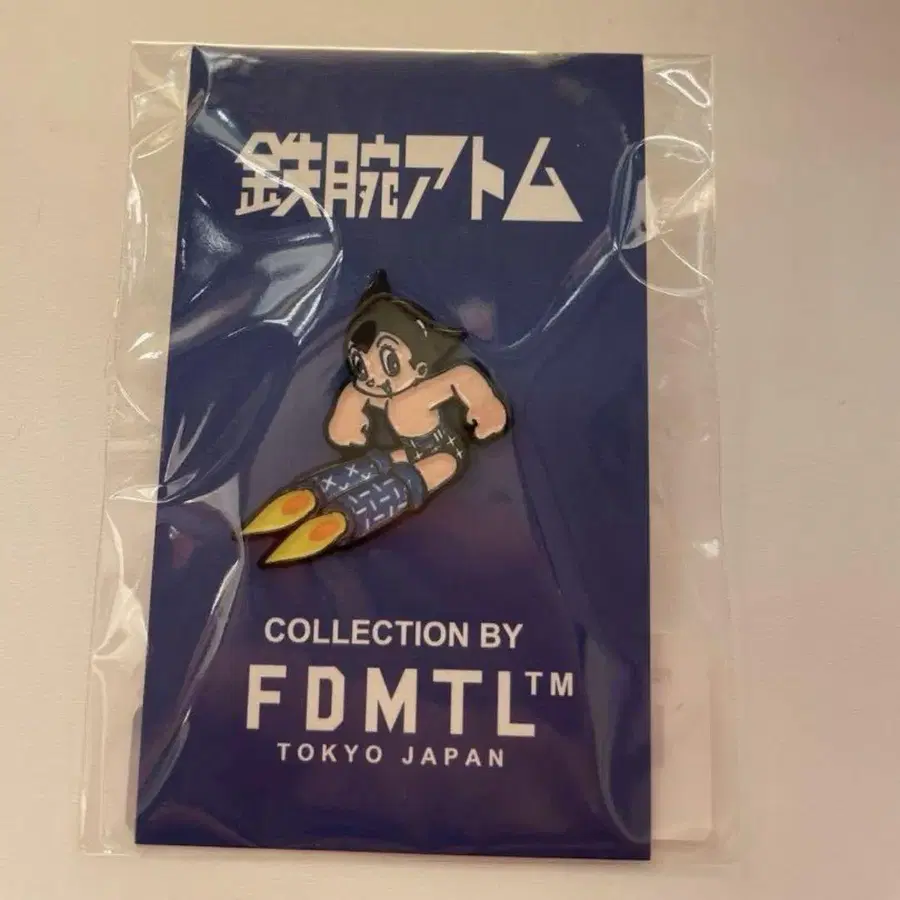 鉄腕アトム
COLLECTION BY
FDMTL™
TOKYO JAPAN